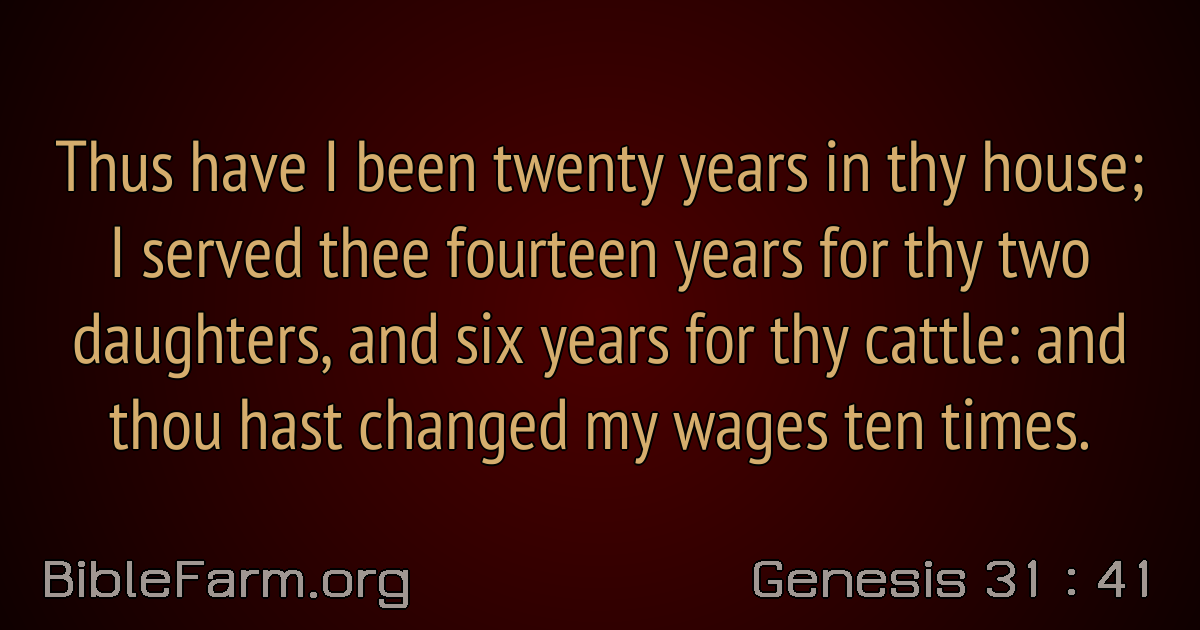 Thus have I been twenty years in thy house;
I served thee fourteen years for thy two
daughters, and six years for thy cattle: and
thou hast changed my wages ten times.
BibleFarm.org
Genesis 31 : 41